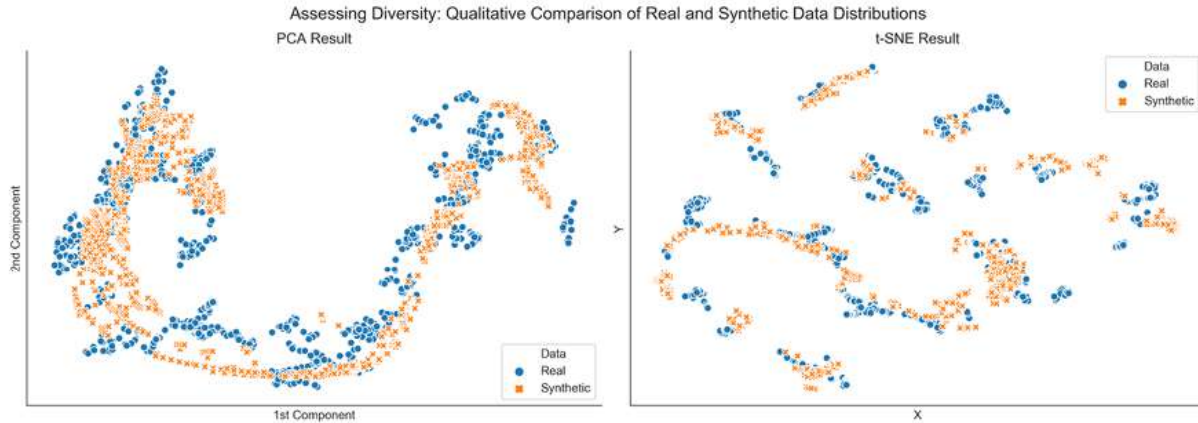 Assessing Diversity: Qualitative Comparison of Real and Synthetic Data Distributions
PCA Result
2nd Component
1st Component
Data
Real
Synthetic
t-SNE Result
Y
X
Data
Real
Synthetic